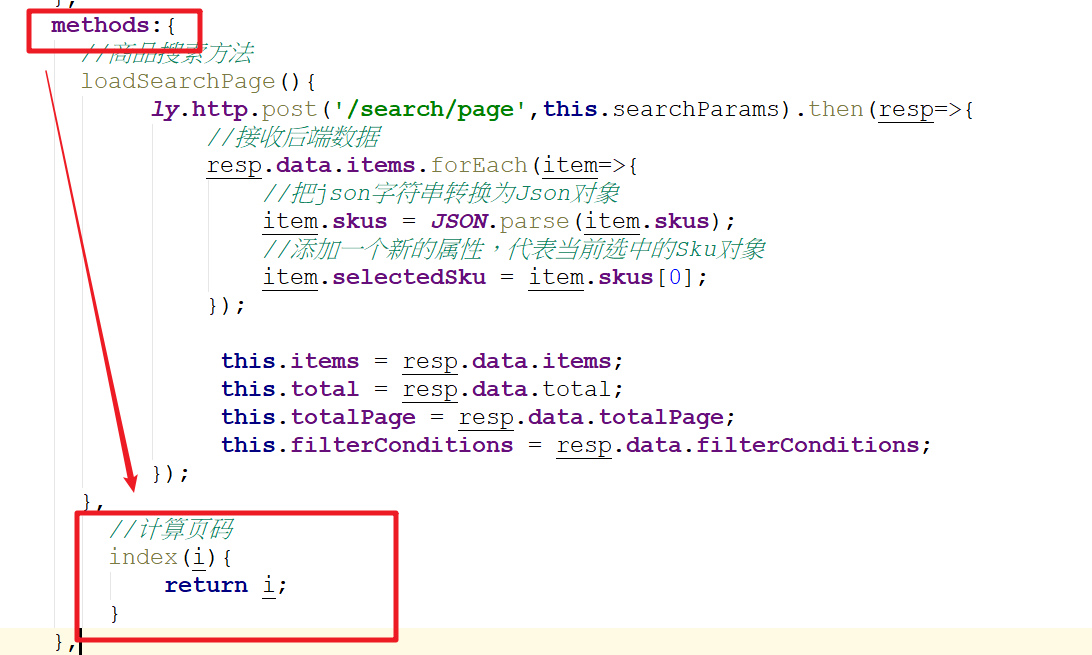 },
methods:{
//商品搜索方法
loadSearchPage(){
ly.http.post('/search/page',this.searchParams).then(resp=>{
//接收后端数据
resp.data.items.forEach(item=>{
//把json字符串转换为Json对象
item.skus = JSON.parse(item.skus);
//添加一个新的属性，代表当前选中的Sku对象
item.selectedSku = item.skus[0];
});
this.items = resp.data.items;
this.total = resp.data.total;
this.totalPage = resp.data.totalPage;
this.filterConditions = resp.data.filterConditions;
});
},
//计算页码
index(i){
return i;
}
},